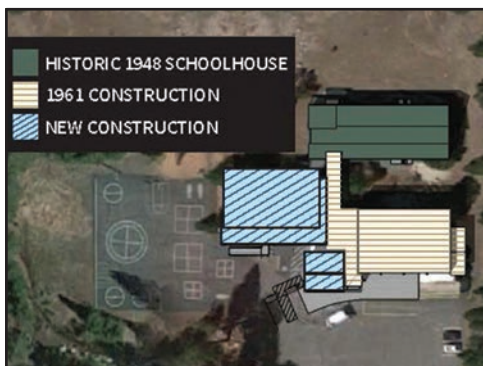 HISTORIC 1948 SCHOOLHOUSE
1961 CONSTRUCTION
NEW CONSTRUCTION